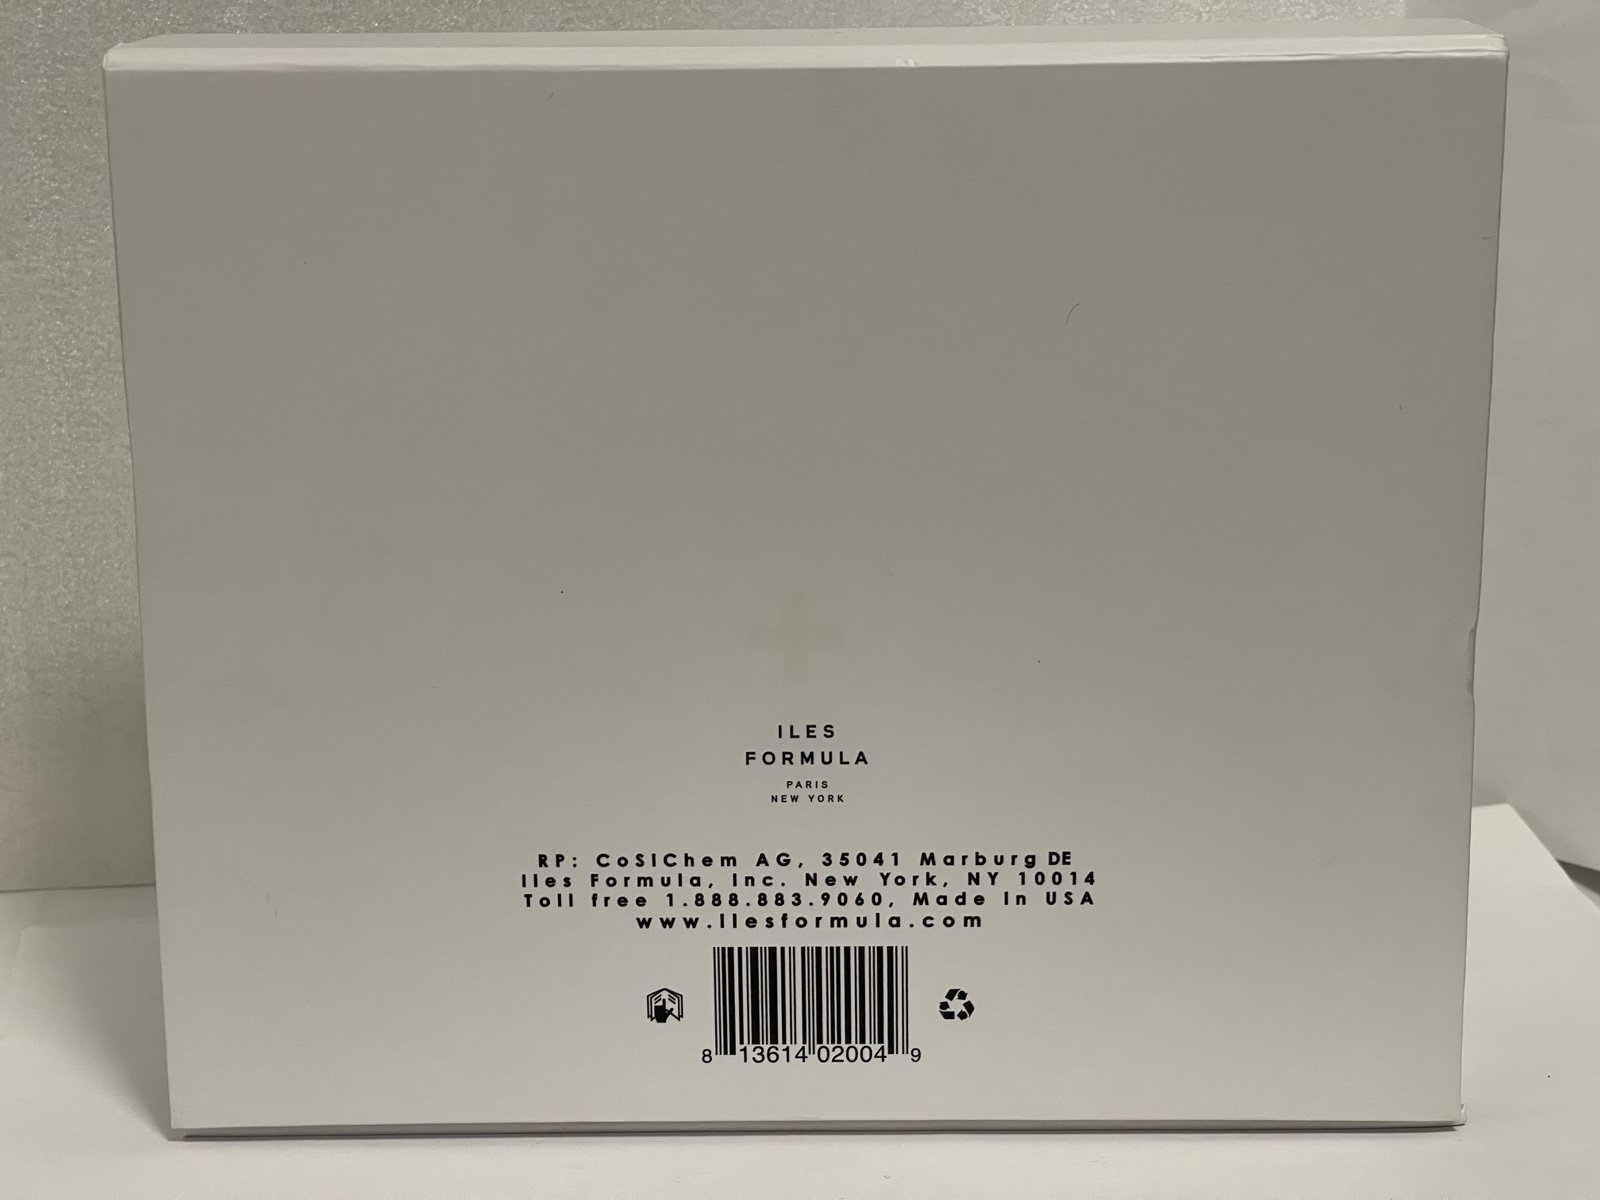 ILES
FORMULA
PARIS
NEW YORK
RP: CoSiChem AG, 35041 Marburg DE
Iles Formula, Inc. New York, NY 10014
Toll free 1.888.883.9060, Made In USA
www.ilesformula.com
8 13614 02004 9